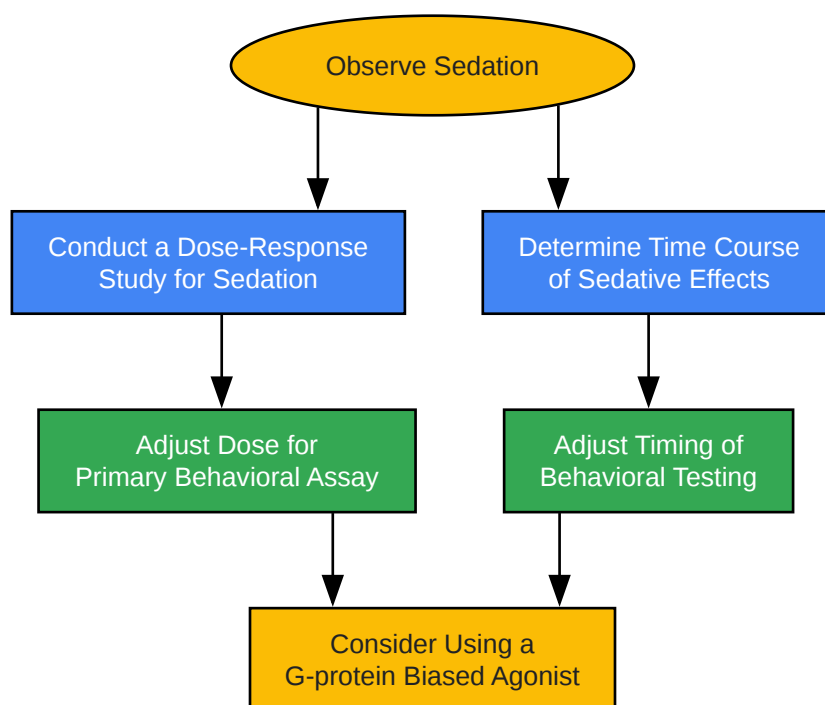 Observe Sedation
Conduct a Dose-Response
Study for Sedation
Determine Time Course
of Sedative Effects
Adjust Dose for
Primary Behavioral Assay
Adjust Timing of
Behavioral Testing
Consider Using a
G-protein Biased Agonist